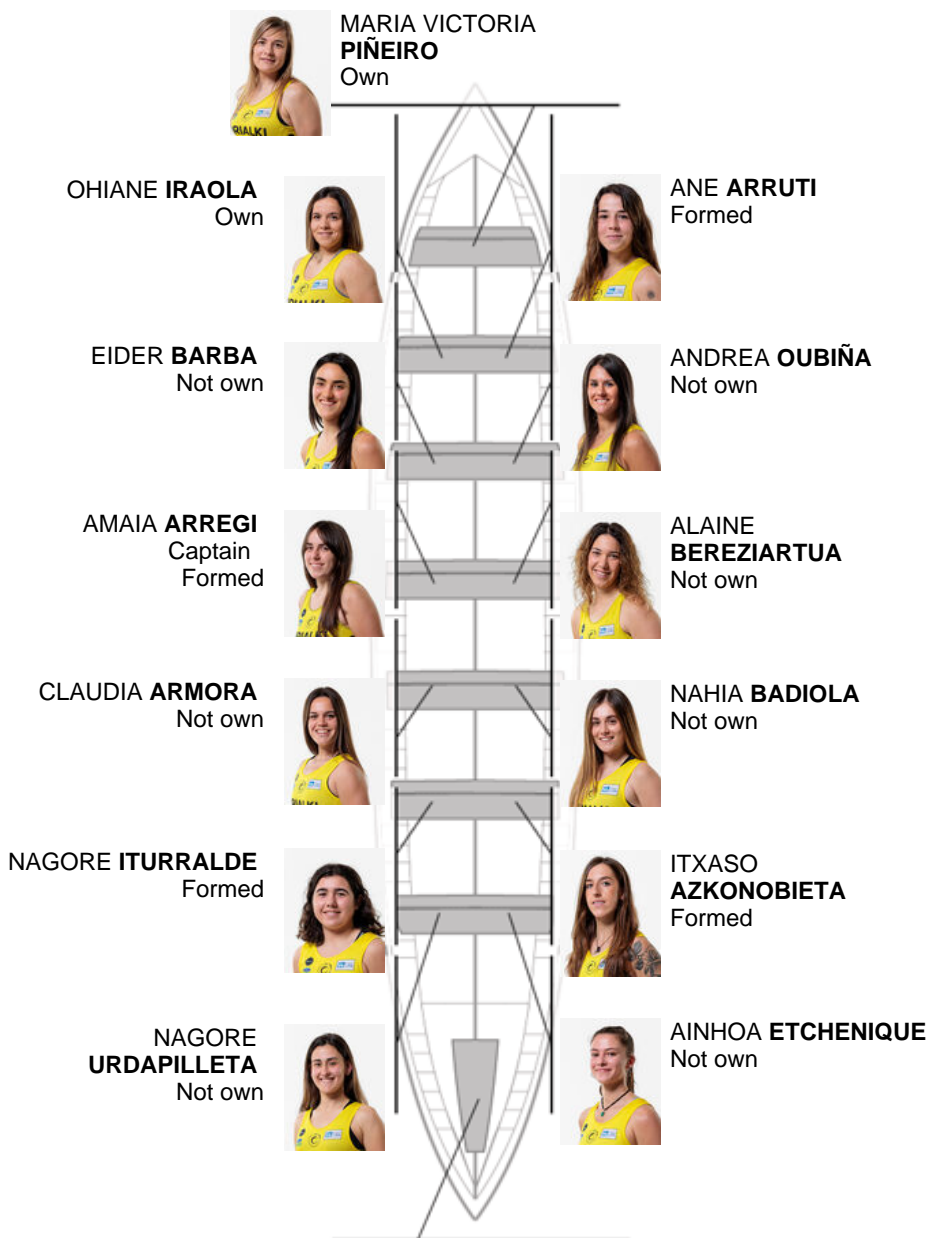 MARIA VICTORIA
PIÑEIRO
Own
OHIANE IRAOLA
Own
ANE ARRUTI
Formed
EIDER BARBA
Not own
ANDREA OUBIÑA
Not own
AMAIA ARREGI
Captain
Formed
ALAINE
BEREZIARTUA
Not own
CLAUDIA ARMORA
Not own
NAHIA BADIOLA
Not own
NAGORE ITURRALDE
Formed
ITXASO
AZKONOBIETA
Formed
NAGORE
URDAPILLETA
Not own
AINHOA ETCHENIQUE
Not own